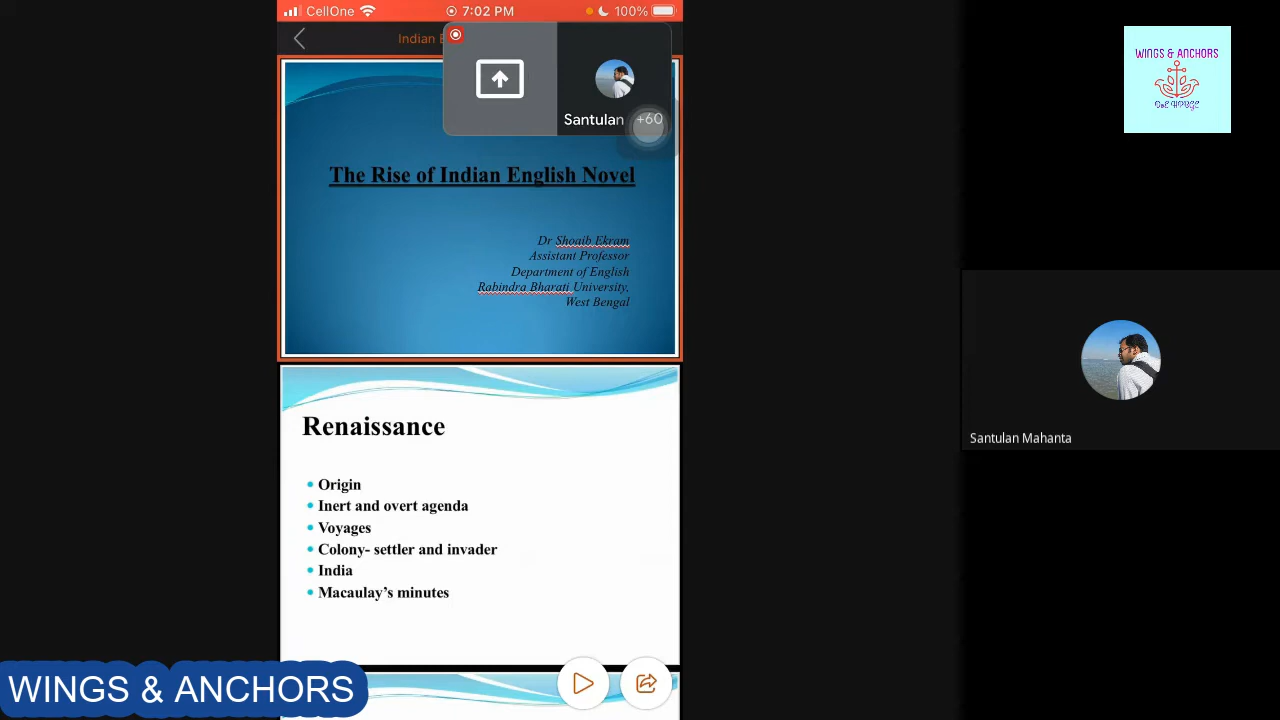 CellOne 7:02 PM 100%
Indian E
Santulan +60
The Rise of Indian English Novel
Dr Shoaib Ekram
Assistant Professor
Department of English
Rabindra Bharati University,
West Bengal
Renaissance
• Origin
• Inert and overt agenda
• Voyages
• Colony- settler and invader
• India
• Macaulay’s minutes
WINGS & ANCHORS
Santulan Mahanta
WINGS & ANCHORS